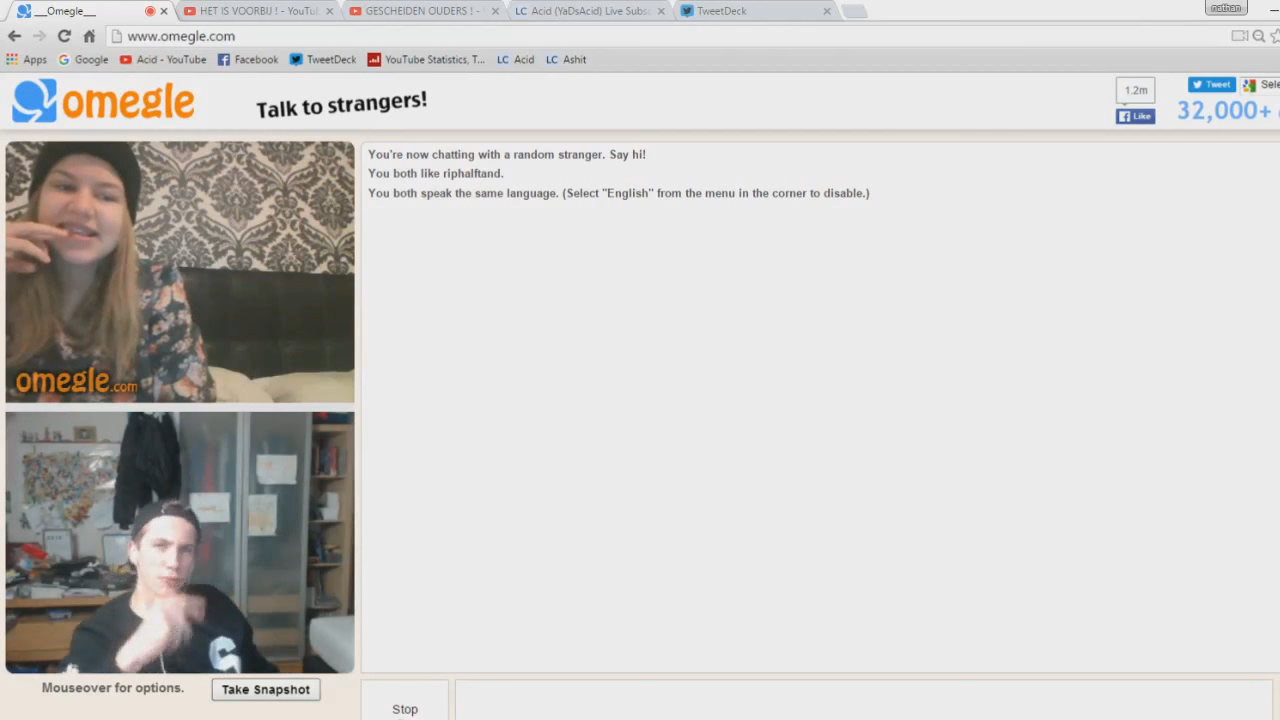 __Omegle__
HET IS VOORBIJ ! - YouTu
GESCHEIDEN OUDERS ! -
LC Acid (YaDsAcid) Live Subsc
TweetDeck
nathan
www.omegle.com
Apps
Google
Acid - YouTube
Facebook
TweetDeck
YouTube Statistics, T...
LC Acid
LC Ashit
omegle
Talk to strangers!
1.2m
Like
Tweet
Sele
32,000+
You're now chatting with a random stranger. Say hi!
You both like riphalftand.
You both speak the same language. (Select "English" from the menu in the corner to disable.)
omegle.com
Mouseover for options.
Take Snapshot
Stop